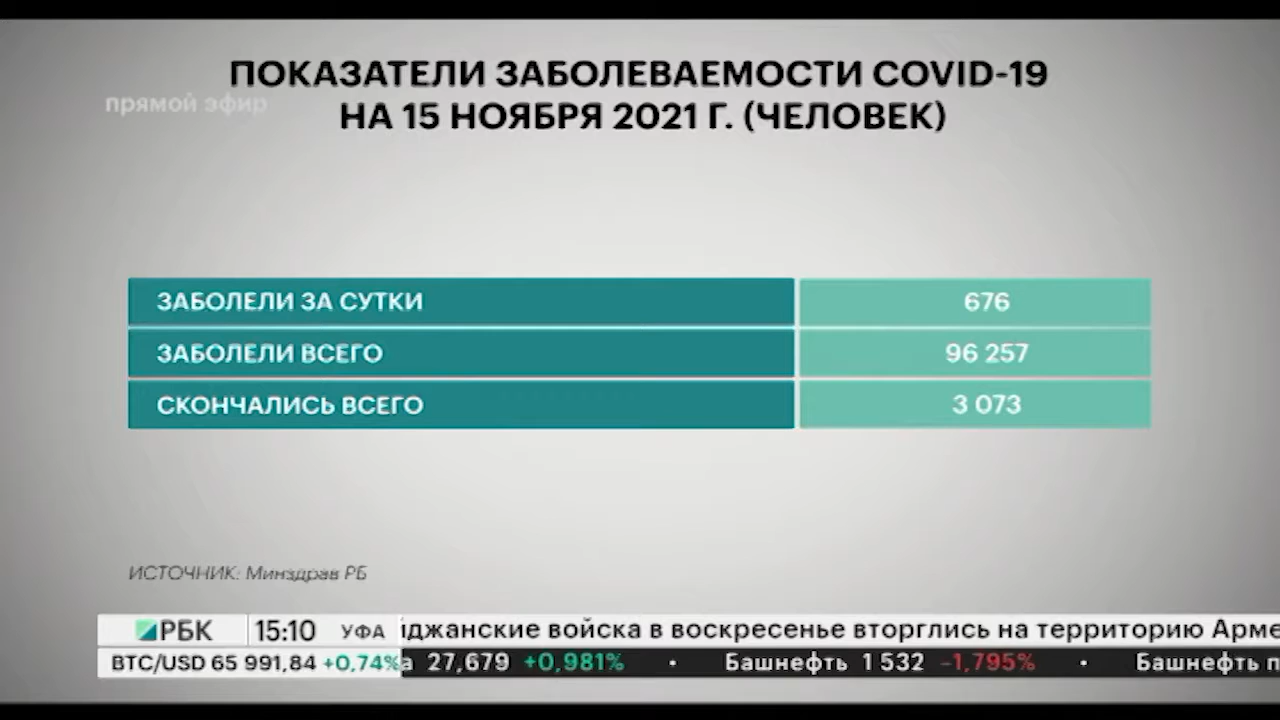 ПОКАЗАТЕЛИ ЗАБОЛЕВАЕМОСТИ COVID-19
прямой эфир
НА 15 НОЯБРЯ 2021 Г. (ЧЕЛОВЕК)
ЗАБОЛЕЛИ ЗА СУТКИ 676
ЗАБОЛЕЛИ ВСЕГО 96 257
СКОНЧАЛИСЬ ВСЕГО 3 073
ИСТОЧНИК: Минздрав РБ
РБК 15:10 УФА йджанские войска в воскресенье вторглись на территорию Арме
BTC/USD 65 991,84 +0,74% а 27,679 +0,981% • Башнефть 1 532 -1,795% • Башнефть п